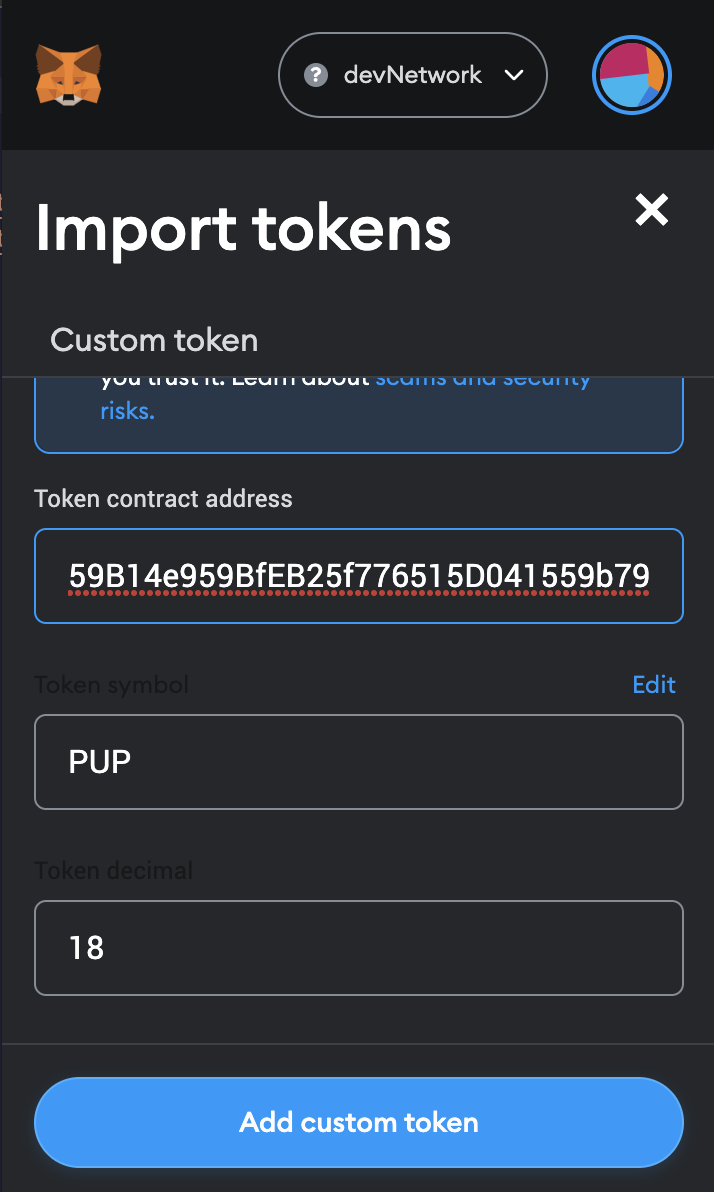 ? devNetwork
Import tokens
Custom token
you trust it. Learn about scams and security
risks.
Token contract address
59B14e959BfEB25f776515D041559b79
Token symbol
Edit
PUP
Token decimal
18
Add custom token